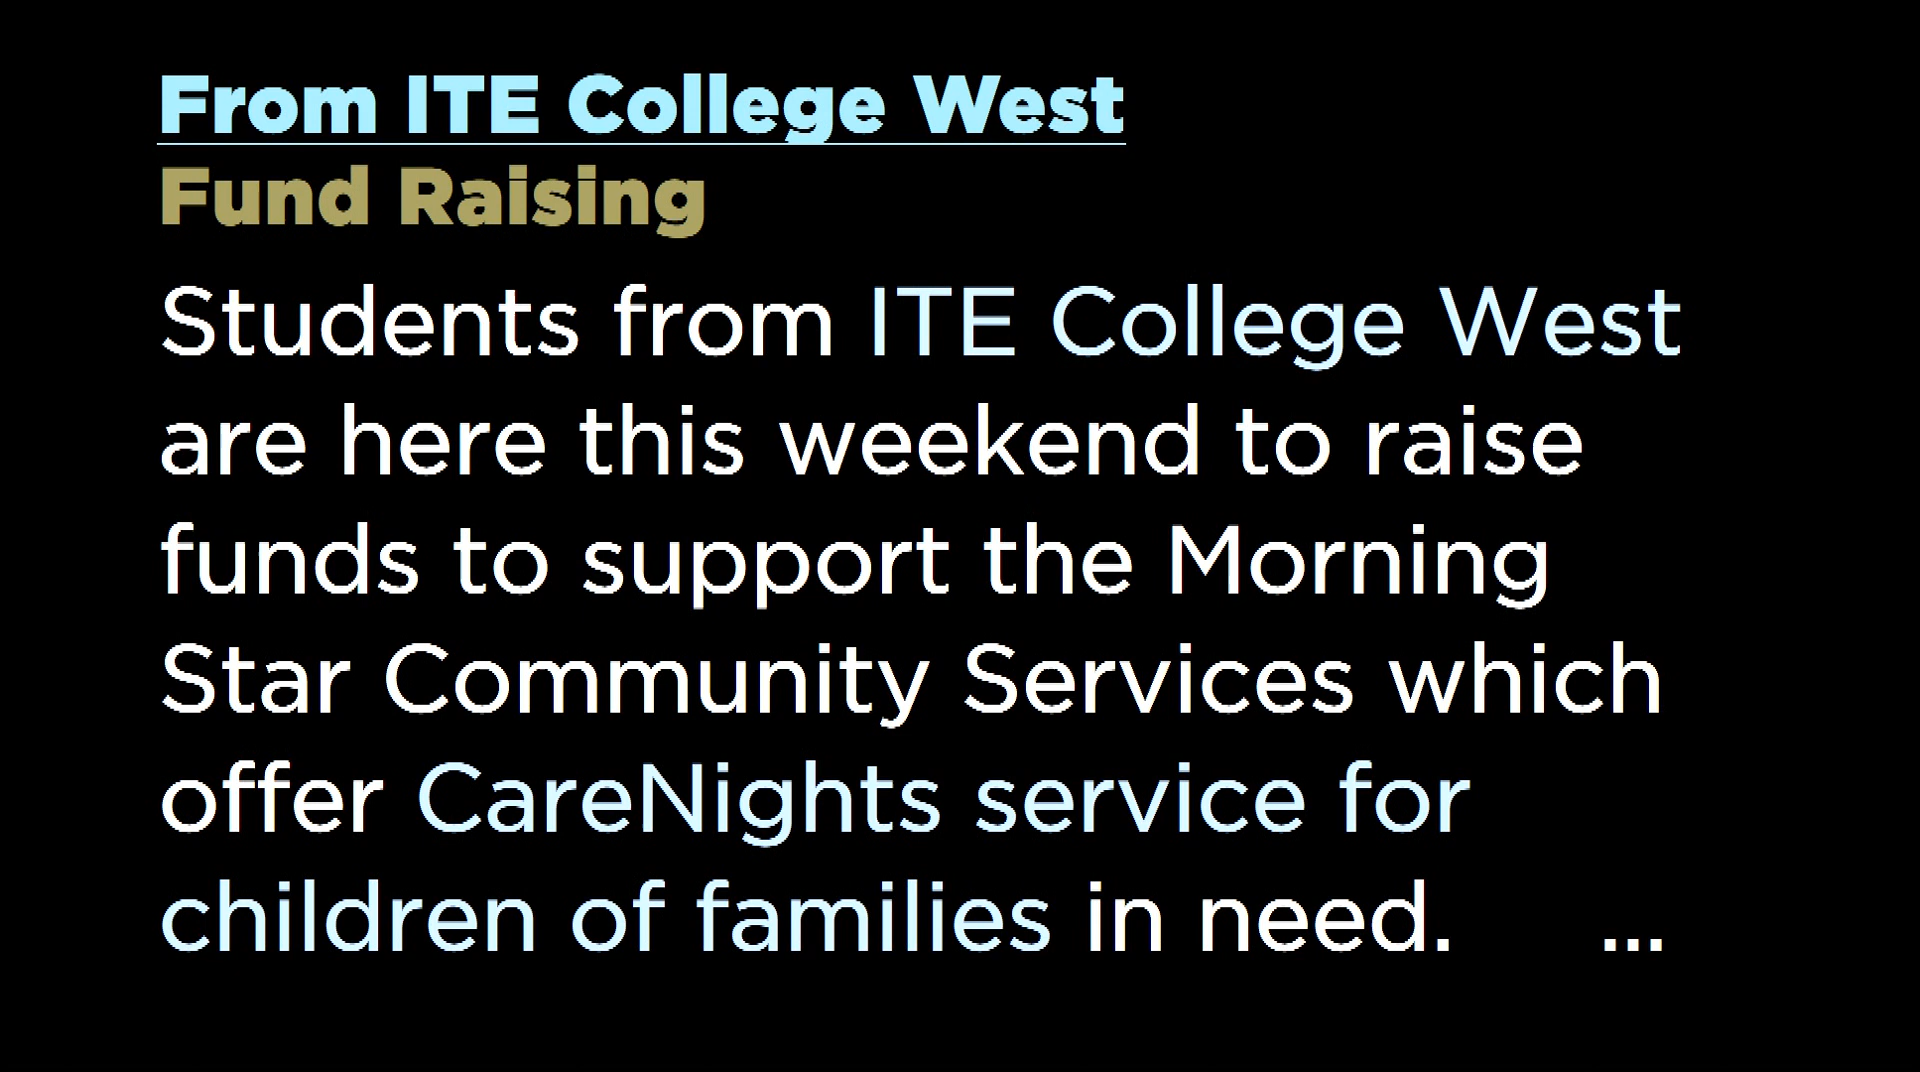 From ITE College West
Fund Raising
Students from ITE College West
are here this weekend to raise
funds to support the Morning
Star Community Services which
offer CareNights service for
children of families in need. ...